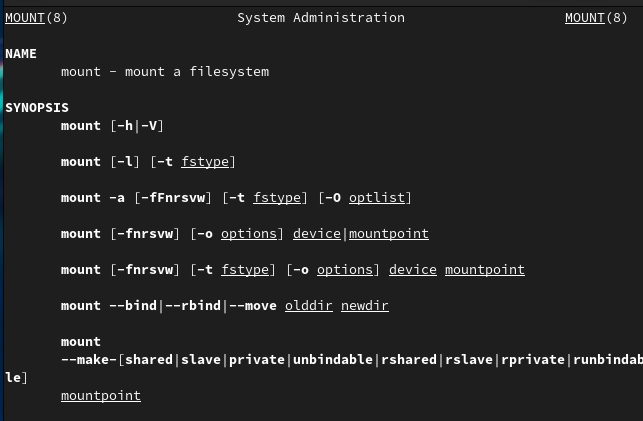 MOUNT(8) System Administration MOUNT(8)
NAME
mount - mount a filesystem
SYNOPSIS
mount [-h|-V]
mount [-l] [-t fstype]
mount -a [-fFnrsvw] [-t fstype] [-O optlist]
mount [-fnrsvw] [-o options] device|mountpoint
mount [-fnrsvw] [-t fstype] [-o options] device mountpoint
mount --bind|--rbind|--move olddir newdir
mount
--make-[shared|slave|private|unbindable|rshared|rslave|rprivate|runbindab
le]
mountpoint